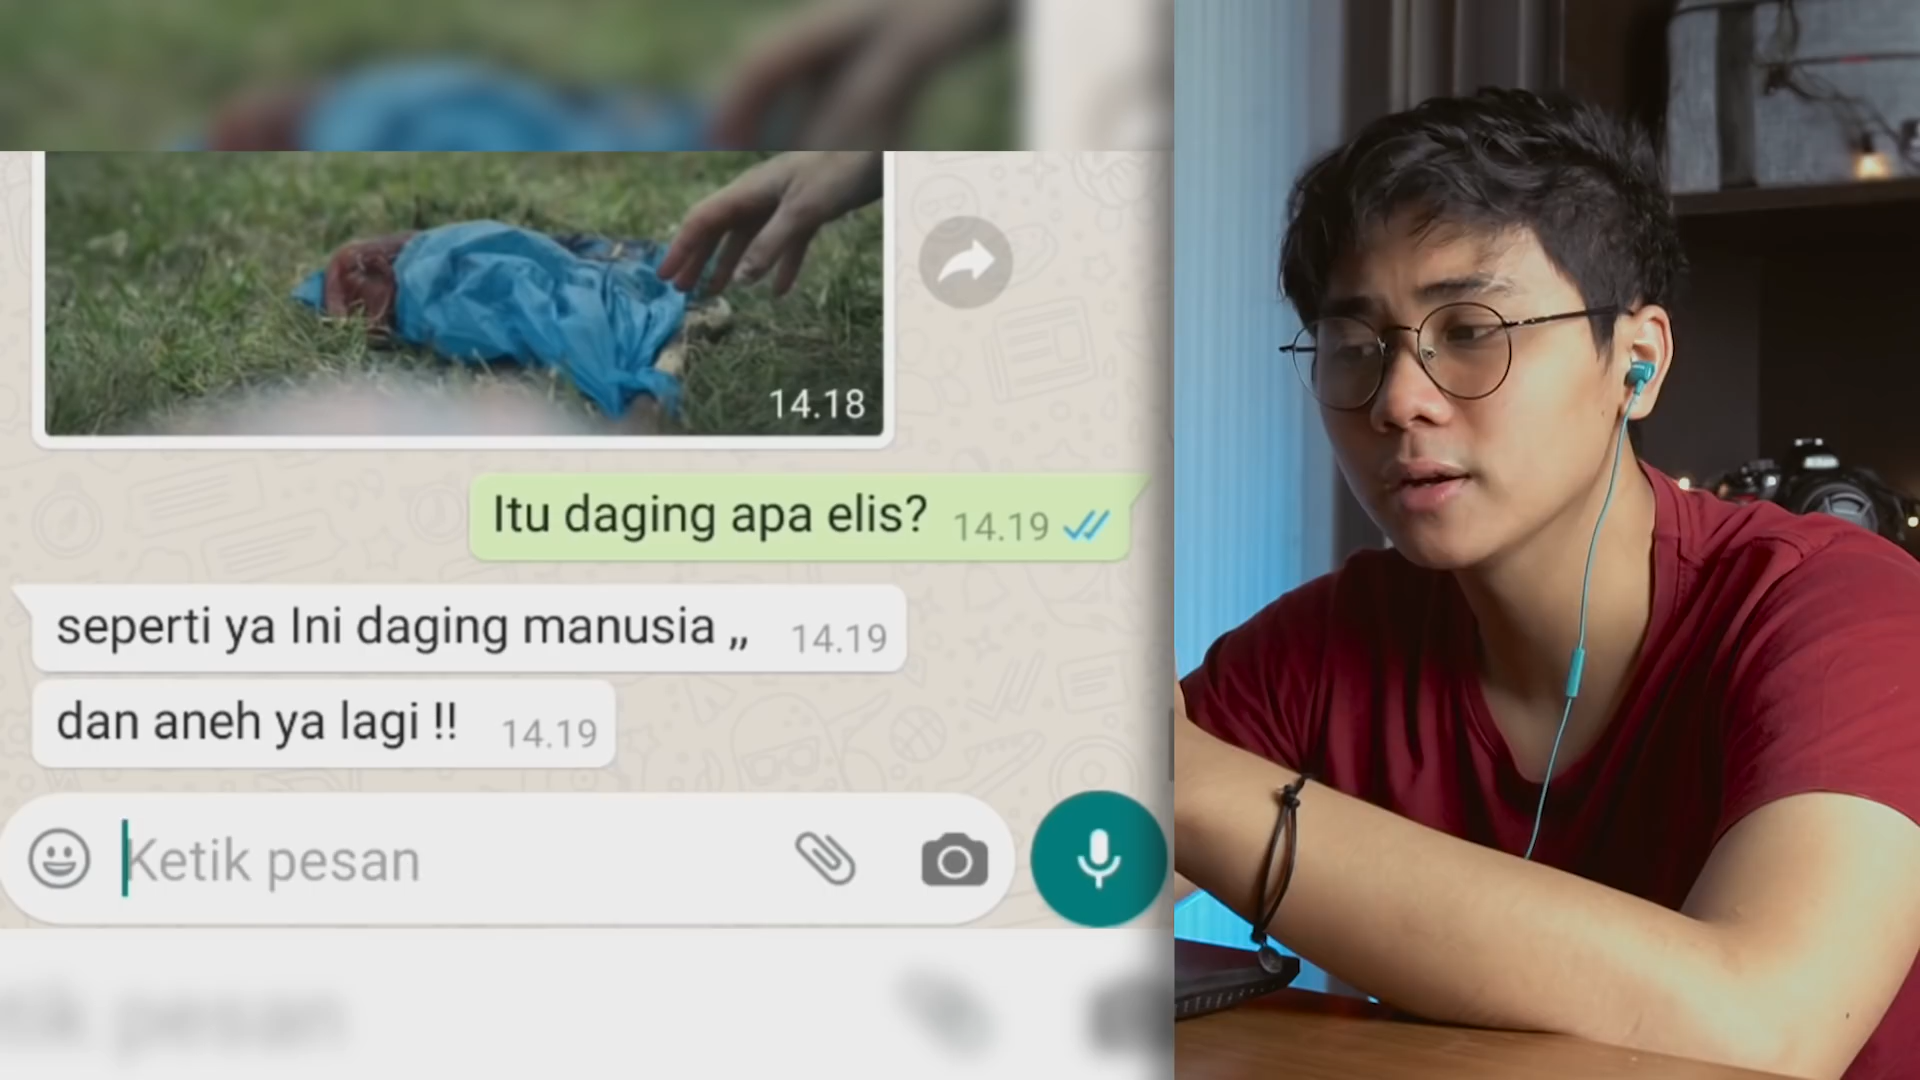 14.18
Itu daging apa elis? 14.19
seperti ya Ini daging manusia ,, 14.19
dan aneh ya lagi !! 14.19
Ketik pesan